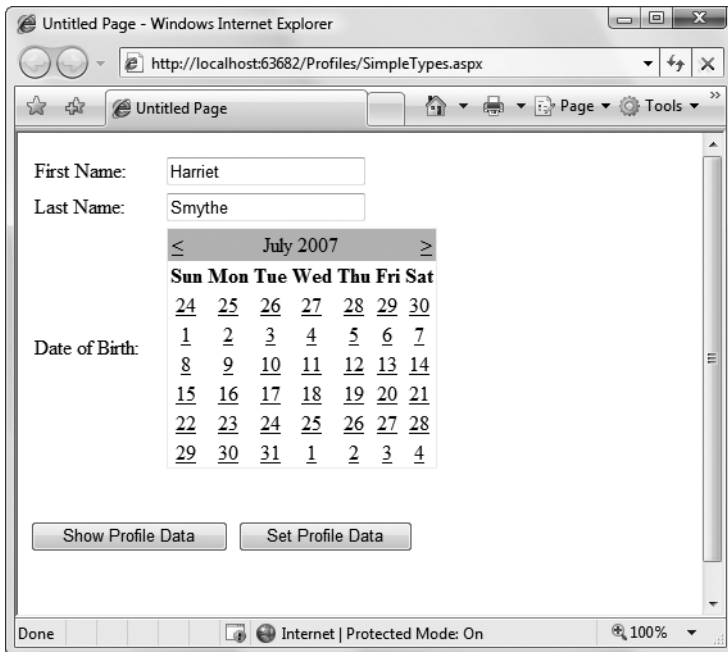 Untitled Page - Windows Internet Explorer
http://localhost:63682/Profiles/SimpleTypes.aspx
Untitled Page
Page
Tools
»
First Name: Harriet
Last Name: Smythe
< July 2007 >
Sun Mon Tue Wed Thu Fri Sat
24 25 26 27 28 29 30
1 2 3 4 5 6 7
Date of Birth:
8 9 10 11 12 13 14
15 16 17 18 19 20 21
22 23 24 25 26 27 28
29 30 31 1 2 3 4
Show Profile Data Set Profile Data
Done Internet | Protected Mode: On 100%